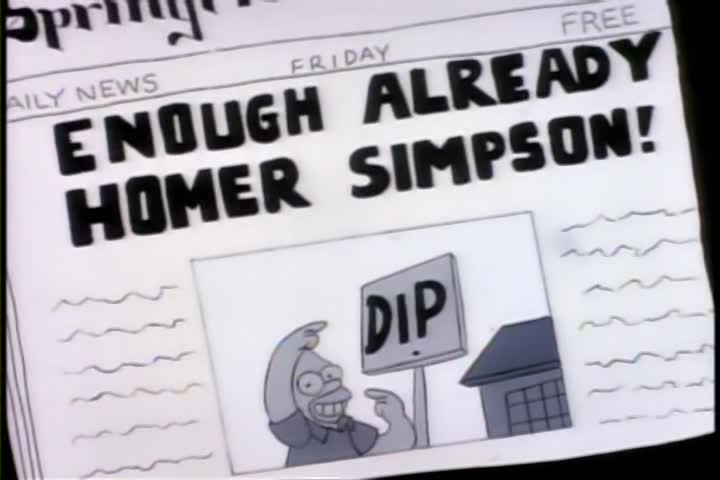 AILY NEWS
FRIDAY
FREE
ENOUGH ALREADY
HOMER SIMPSON!
DIP